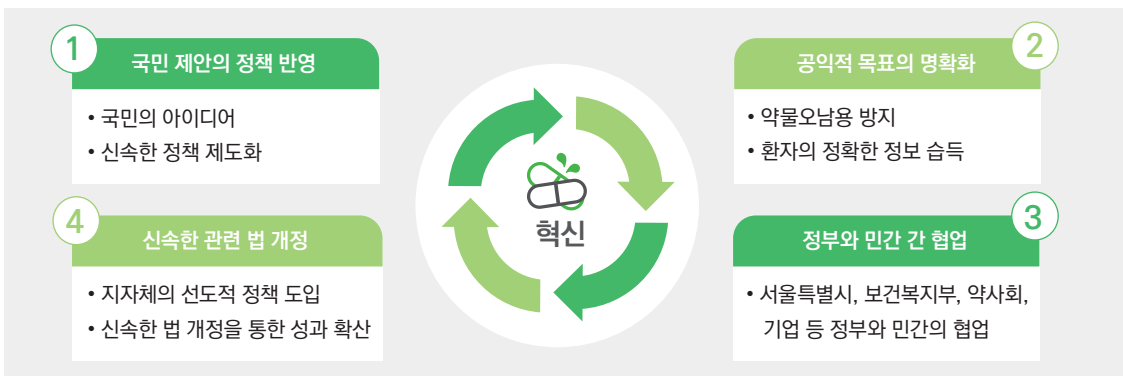 1
국민 제안의 정책 반영
• 국민의 아이디어
• 신속한 정책 제도화
2
공익적 목표의 명확화
• 약물오남용 방지
• 환자의 정확한 정보 습득
혁신
4
신속한 관련 법 개정
• 지자체의 선도적 정책 도입
• 신속한 법 개정을 통한 성과 확산
3
정부와 민간 간 협업
• 서울특별시, 보건복지부, 약사회,
기업 등 정부와 민간의 협업